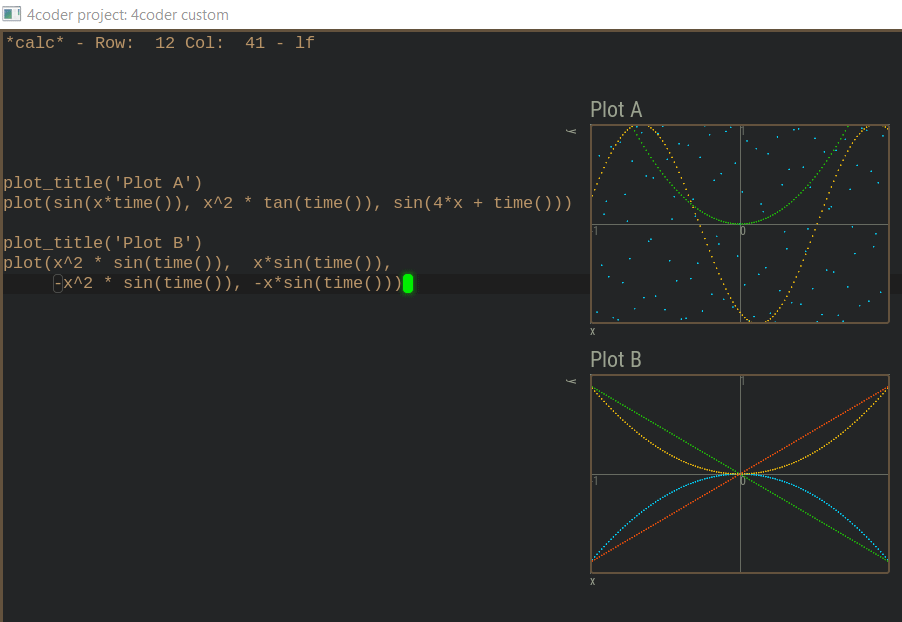 4coder project: 4coder custom
*calc* - Row:  12 Col:  41 - lf
plot_title('Plot A')
plot(sin(x*time()), x^2 * tan(time()), sin(4*x + time()))
plot_title('Plot B')
plot(x^2 * sin(time()),  x*sin(time()),
-x^2 * sin(time()), -x*sin(time()))
Plot A
y
1
-1
0
x
Plot B
y
1
-1
0
x